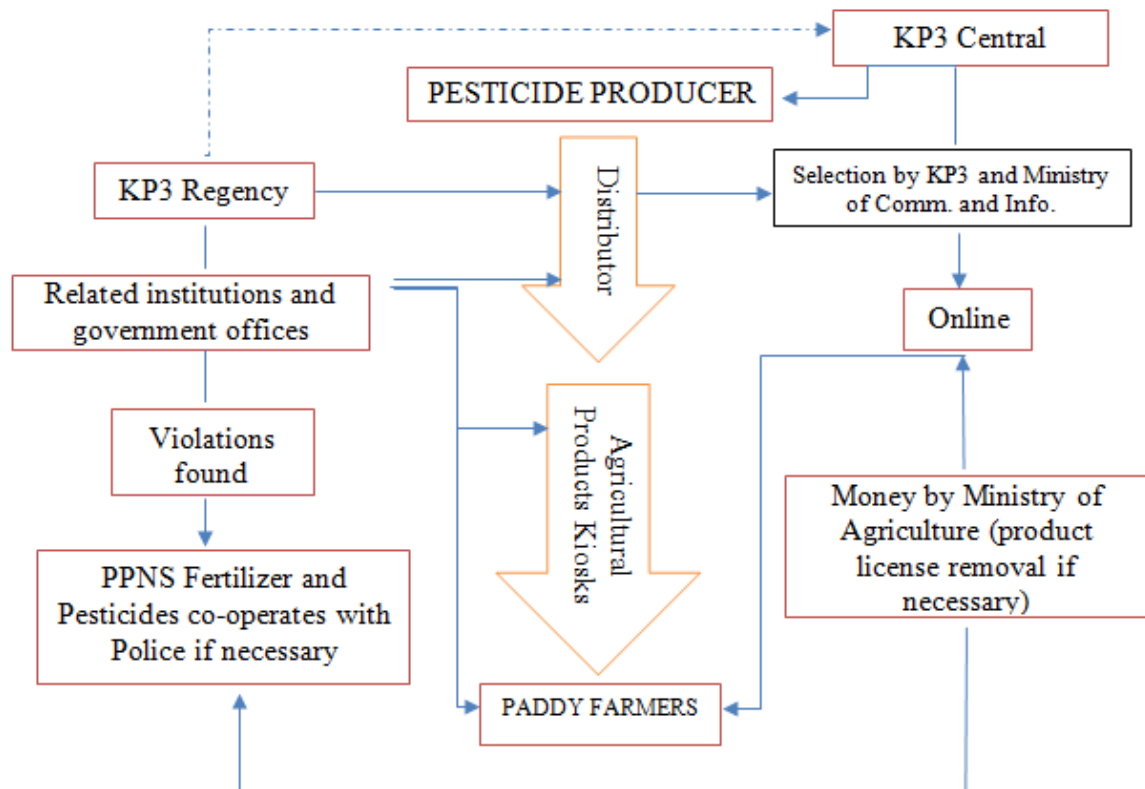 KP3 Central
PESTICIDE PRODUCER
KP3 Regency
Distributor
Selection by KP3 and Ministry
of Comm. and Info.
Related institutions and
government offices
Online
Violations
found
Agricultural
Products Kiosks
Money by Ministry of
Agriculture (product
license removal if
necessary)
PPNS Fertilizer and
Pesticides co-operates with
Police if necessary
PADDY FARMERS